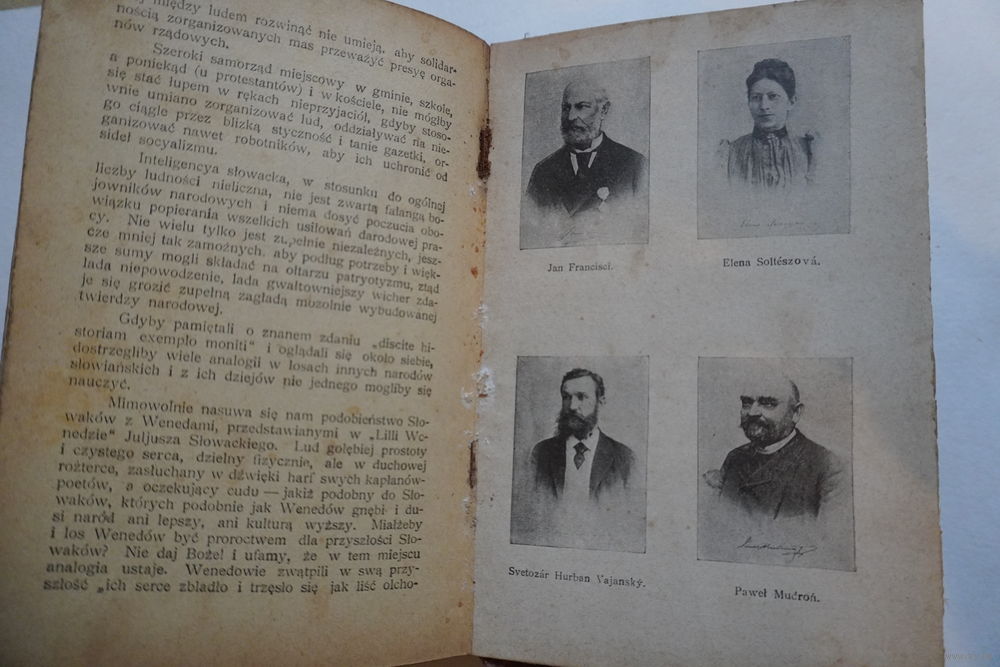 między ludem rozwinąć nie umieją, aby solidar-
nością zorganizowanych mas przeważyć presyę orga-
nów rządowych.
Szeroki samorząd miejscowy w gminie, szkole,
a poniekąd (u protestantów) i w kościele, nie mógłby
się stać łupem w rękach nieprzyjaciół, gdyby stoso-
wnie umiano zorganizować lud, oddziaływać na nie-
go ciągle przez blizką styczność i tanie gazetki, or-
ganizować nawet robotników, aby ich uchronić od
sideł socyalizmu.
Inteligencya słowacka, w stosunku do ogólnej
liczby ludności nieliczna, nie jest zwartą falangą bo-
jowników narodowych i niema dosyć poczucia obo-
wiązku popierania wszelkich usiłowań darodowej pra-
cy. Nie wielu tylko jest zupełnie niezależnych, jesz-
cze mniej tak zamożnych, aby podług potrzeby i więk-
sze sumy mogli składać na ołtarzu patryotyzmu, ztąd
lada niepowodzenie, lada gwałtowniejszy wicher zda-
je się grozić zupełną zagładą mozolnie wybudowanej
twierdzy narodowej.
Gdyby pamiętali o znanem zdaniu „discite hi-
storiam exemplo moniti" i oglądali się około siebie,
dostrzegliby wiele analogii w losach innych narodów
słowiańskich i z ich dziejów nie jednego mogliby się
nauczyć.
Mimowolnie nasuwa się nam podobieństwo Sło-
waków z Wenedami, przedstawianymi w „Lilli We-
nedzie" Juljusza Słowackiego. Lud gołębiej prostoty
i czystego serca, dzielny fizycznie, ale w duchowej
rozterce, zasłuchany w dźwięki harf swych kapłanów-
poetów, a oczekujący cudu — jakiż podobny do Sło-
waków, których podobnie jak Wenedów gnębi i du-
si naród ani lepszy, ani kulturą wyższy. Miałżeby
i los Wenedów być proroctwem dla przyszłości Sło-
waków? Nie daj Boże! i ufamy, że w tem miejscu
analogia ustaje. Wenedowie zwątpili w swą przy-
szłość „ich serce zbladło i trzęsło się jak liść olcho-
Jan Francisci.
Elena Soltészová.
Svetozár Hurban Vajanský.
Paweł Mudroń.